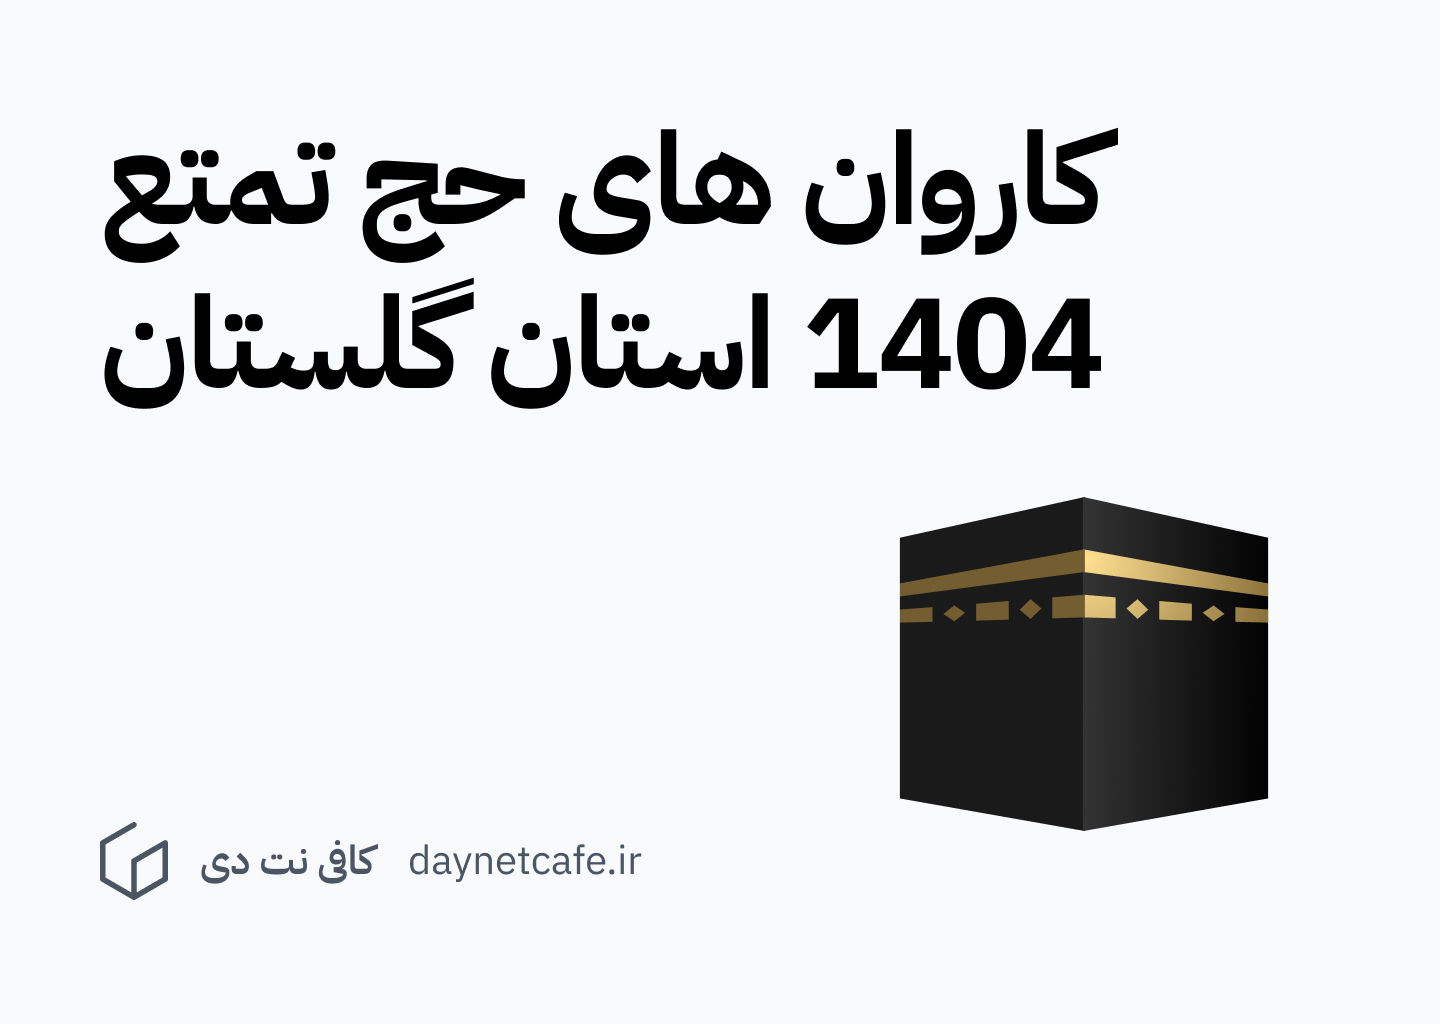 کاروان های حج تمتع
1404 استان گلستان
کافی نت دی daynetcafe.ir